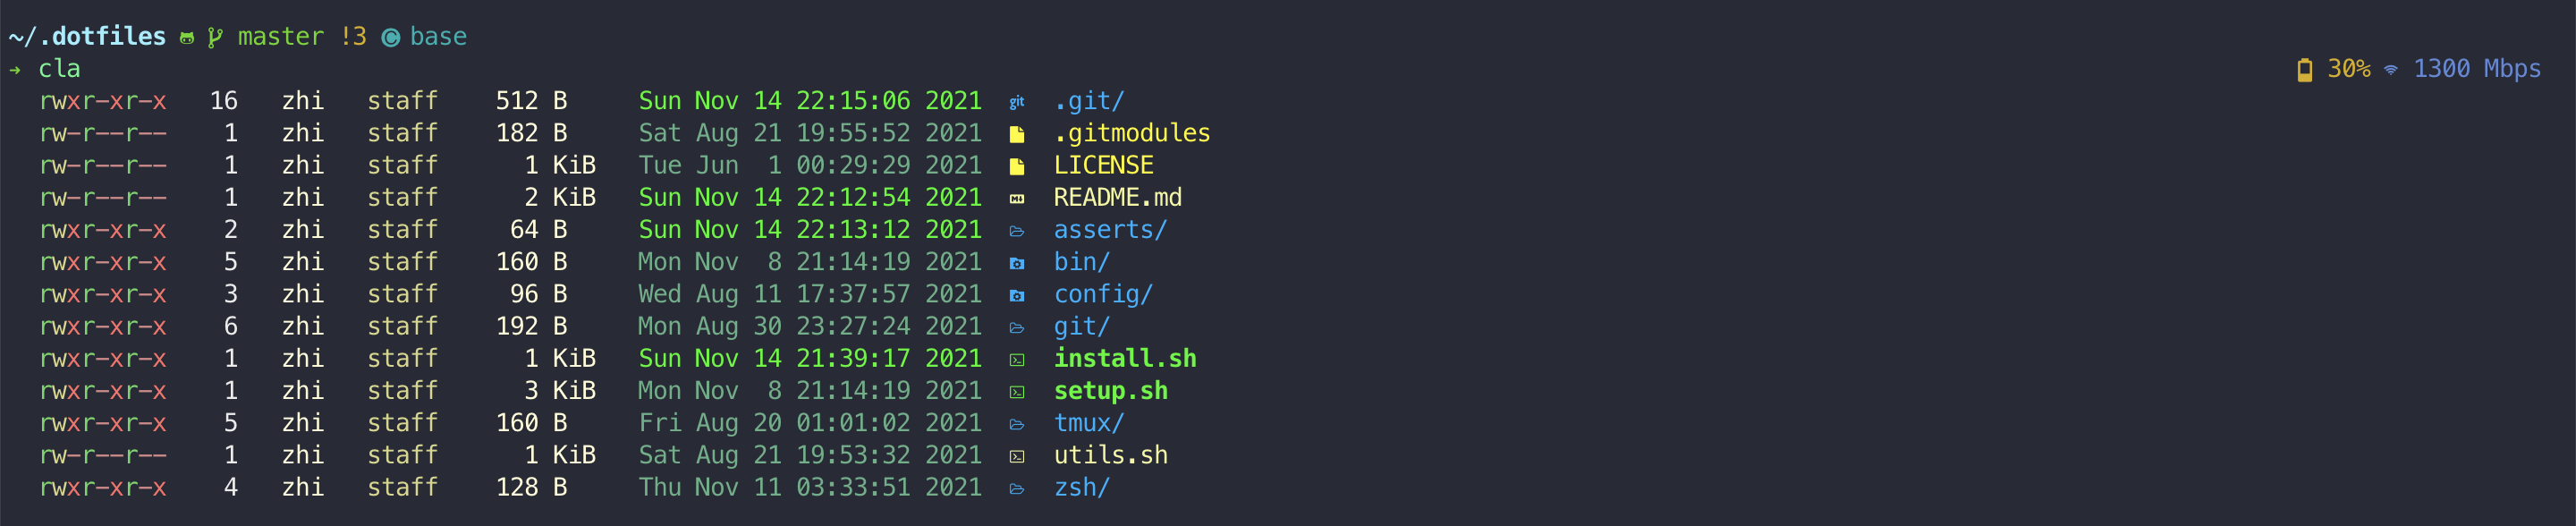 ~/.dotfiles master !3 base
→ cla 30% 1300 Mbps
rwxr-xr-x 16 zhi staff 512 B Sun Nov 14 22:15:06 2021 git .git/
rw-r--r-- 1 zhi staff 182 B Sat Aug 21 19:55:52 2021 .gitmodules
rw-r--r-- 1 zhi staff 1 KiB Tue Jun 1 00:29:29 2021 LICENSE
rw-r--r-- 1 zhi staff 2 KiB Sun Nov 14 22:12:54 2021 README.md
rwxr-xr-x 2 zhi staff 64 B Sun Nov 14 22:13:12 2021 asserts/
rwxr-xr-x 5 zhi staff 160 B Mon Nov 8 21:14:19 2021 bin/
rwxr-xr-x 3 zhi staff 96 B Wed Aug 11 17:37:57 2021 config/
rwxr-xr-x 6 zhi staff 192 B Mon Aug 30 23:27:24 2021 git/
rwxr-xr-x 1 zhi staff 1 KiB Sun Nov 14 21:39:17 2021 install.sh
rwxr-xr-x 1 zhi staff 3 KiB Mon Nov 8 21:14:19 2021 setup.sh
rwxr-xr-x 5 zhi staff 160 B Fri Aug 20 01:01:02 2021 tmux/
rw-r--r-- 1 zhi staff 1 KiB Sat Aug 21 19:53:32 2021 utils.sh
rwxr-xr-x 4 zhi staff 128 B Thu Nov 11 03:33:51 2021 zsh/